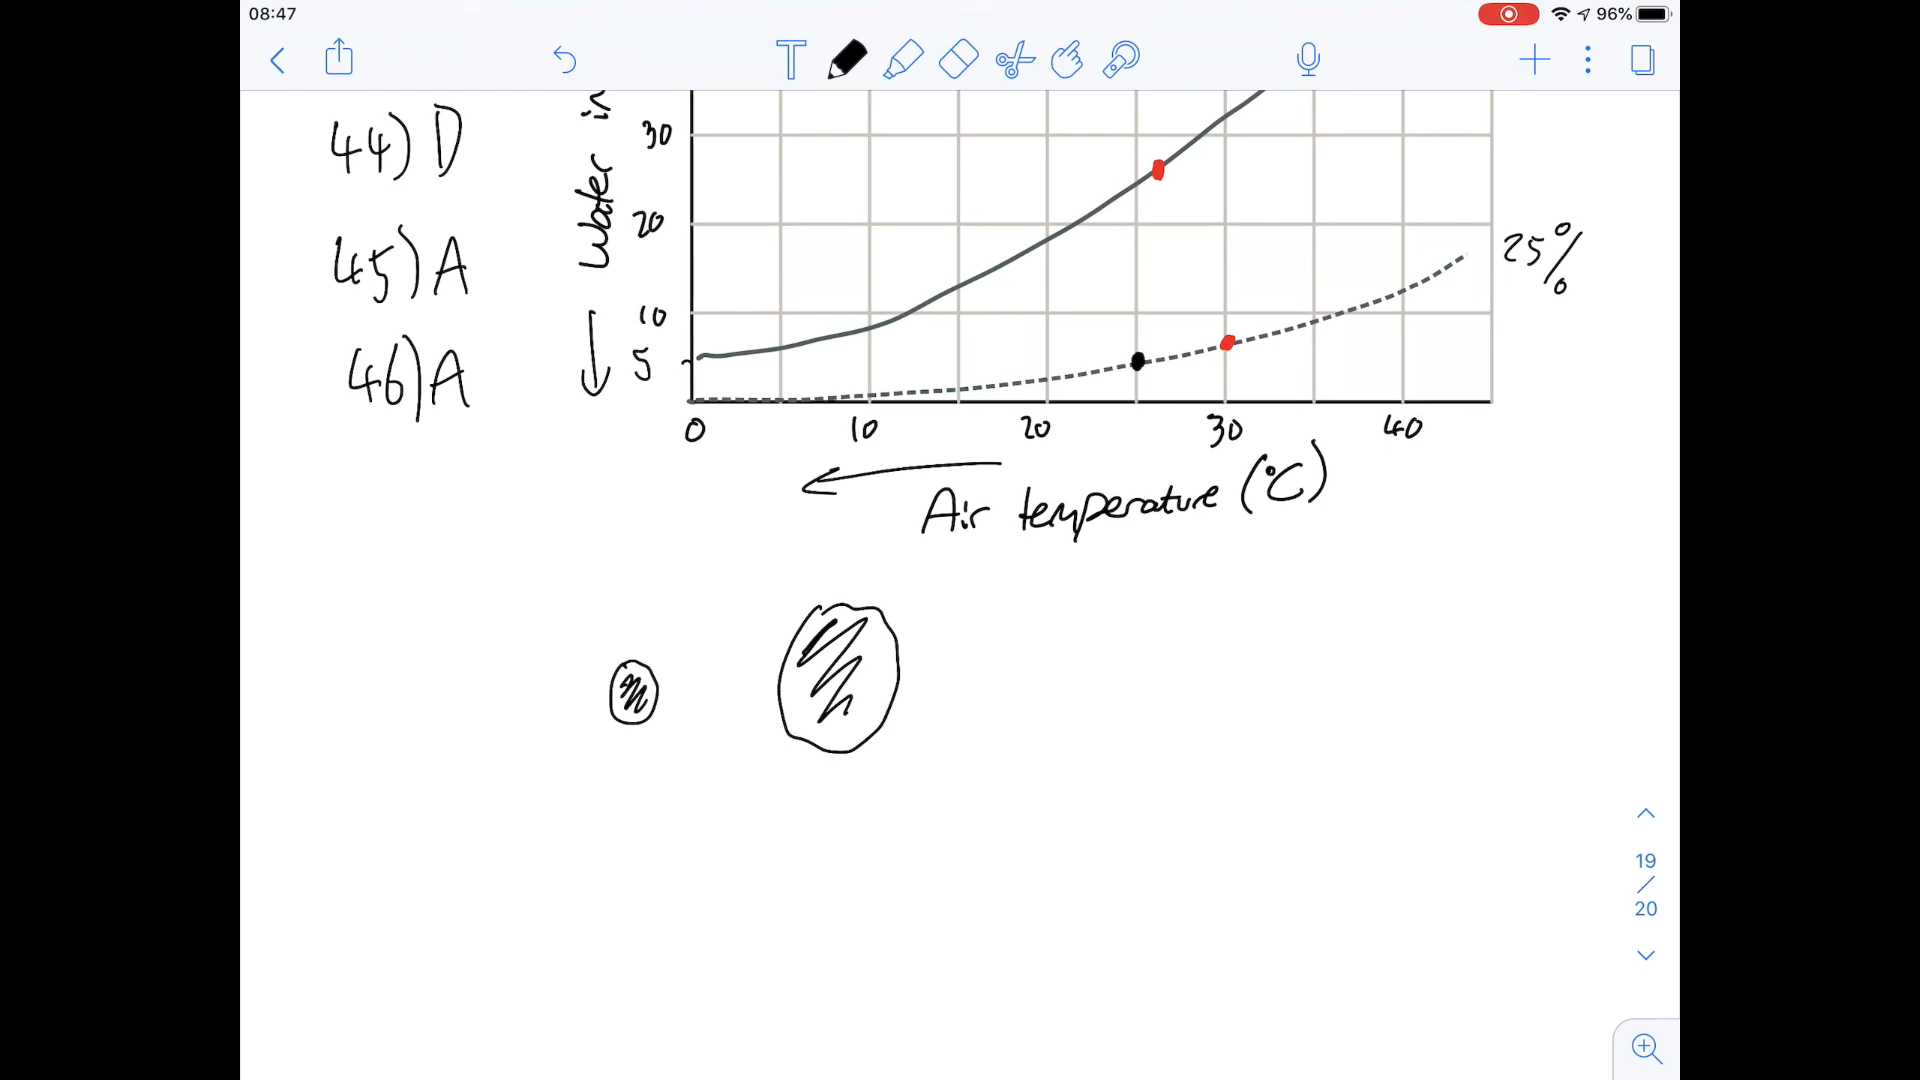 08:47
96%
T
44) D
45) A
46) A
Water in
30
20
10
5
25%
0 10 20 30 40
Air temperature (°C)
19
/
20